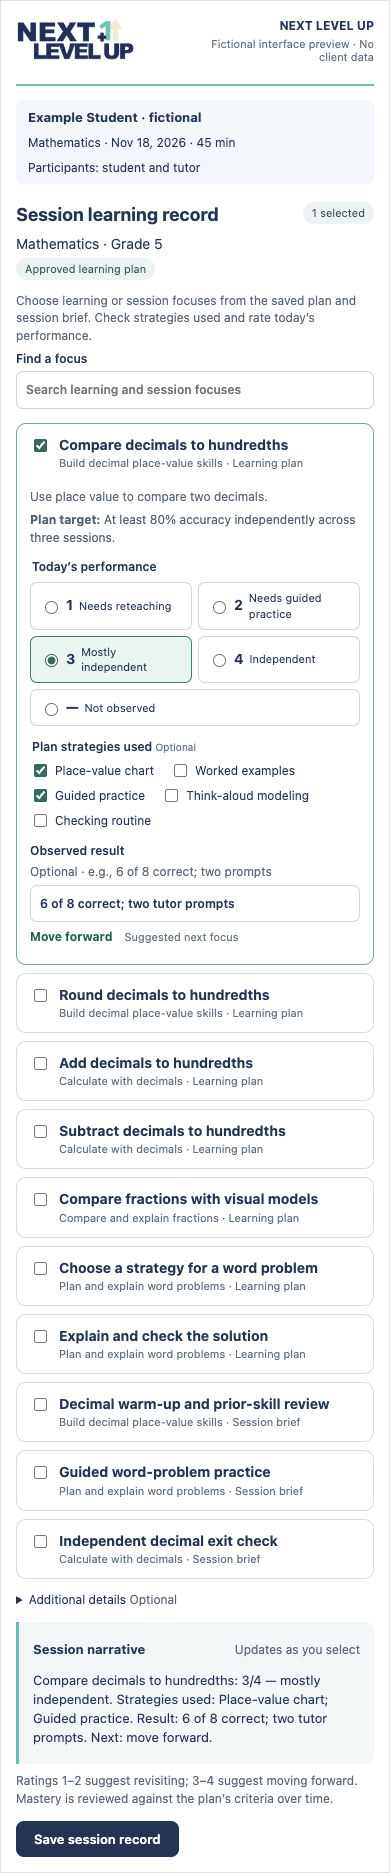 NEXT
LEVEL UP
NEXT LEVEL UP
Fictional interface preview · No
client data
Example Student · fictional
Mathematics · Nov 18, 2026 · 45 min
Participants: student and tutor
Session learning record
1 selected
Mathematics · Grade 5
Approved learning plan
Choose learning or session focuses from the saved plan and
session brief. Check strategies used and rate today's
performance.
Find a focus
Search learning and session focuses
Compare decimals to hundredths
Build decimal place-value skills · Learning plan
Use place value to compare two decimals.
Plan target: At least 80% accuracy independently across
three sessions.
Today's performance
1 Needs reteaching
2 Needs guided
practice
3 Mostly
independent
4 Independent
— Not observed
Plan strategies used Optional
Place-value chart
Worked examples
Guided practice
Think-aloud modeling
Checking routine
Observed result
Optional · e.g., 6 of 8 correct; two prompts
6 of 8 correct; two tutor prompts
Move forward Suggested next focus
Round decimals to hundredths
Build decimal place-value skills · Learning plan
Add decimals to hundredths
Calculate with decimals · Learning plan
Subtract decimals to hundredths
Calculate with decimals · Learning plan
Compare fractions with visual models
Compare and explain fractions · Learning plan
Choose a strategy for a word problem
Plan and explain word problems · Learning plan
Explain and check the solution
Plan and explain word problems · Learning plan
Decimal warm-up and prior-skill review
Build decimal place-value skills · Session brief
Guided word-problem practice
Plan and explain word problems · Session brief
Independent decimal exit check
Calculate with decimals · Session brief
Additional details Optional
Session narrative
Updates as you select
Compare decimals to hundredths: 3/4 — mostly
independent. Strategies used: Place-value chart;
Guided practice. Result: 6 of 8 correct; two tutor
prompts. Next: move forward.
Ratings 1–2 suggest revisiting; 3–4 suggest moving forward.
Mastery is reviewed against the plan's criteria over time.
Save session record